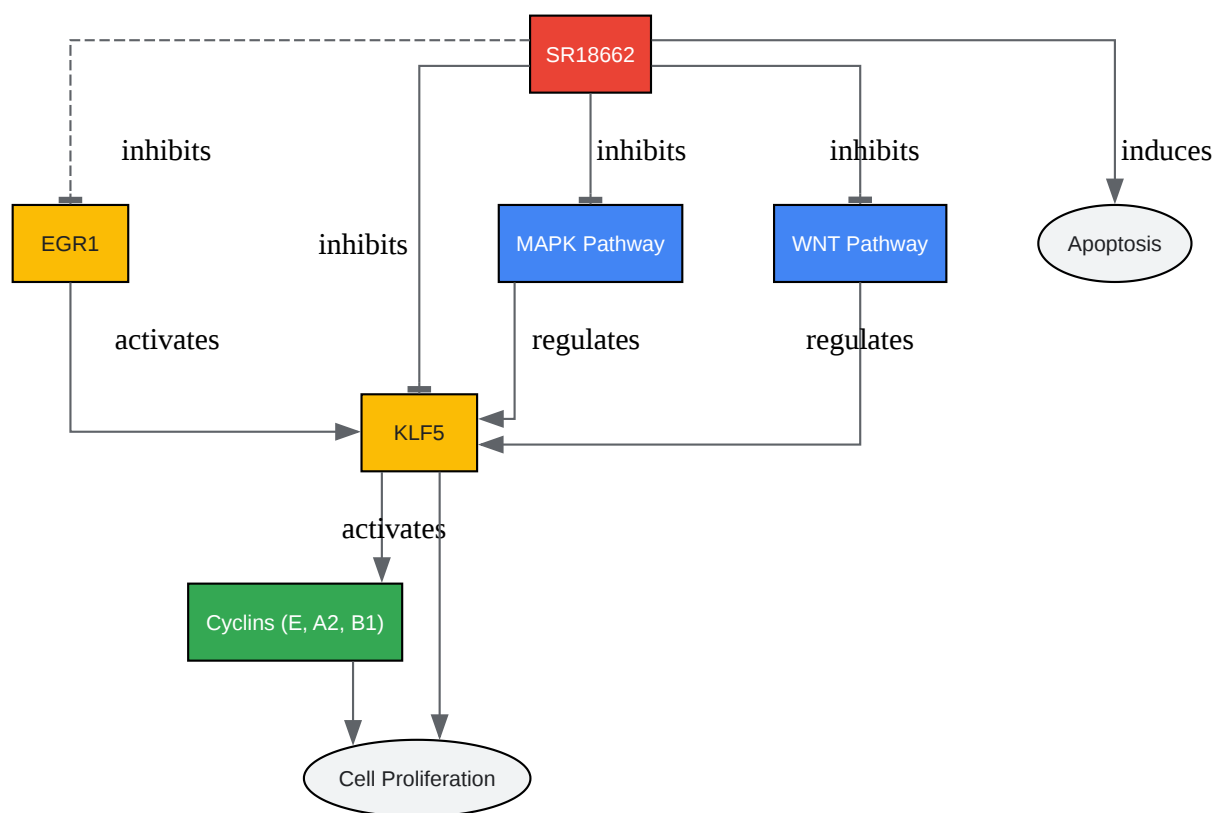 SR18662
inhibits
inhibits
inhibits
induces
EGR1
inhibits
MAPK Pathway
WNT Pathway
Apoptosis
activates
regulates
regulates
KLF5
activates
Cyclins (E, A2, B1)
Cell Proliferation